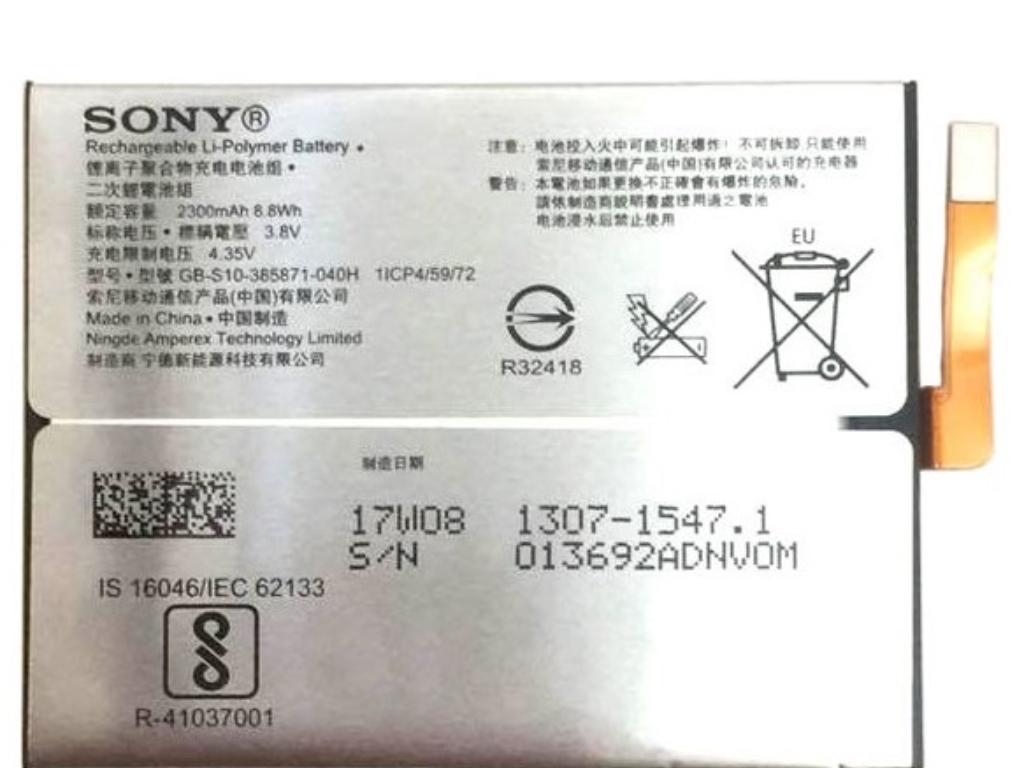 SONY®
Rechargeable Li-Polymer Battery •
锂离子聚合物充电电池组 •
二次鋰電池組
额定容量 2300mAh 8.8Wh
标称电压 • 標稱電壓 3.8V
充电限制电压 4.35V
型号 • 型號 GB-S10-385871-040H 1ICP4/59/72
索尼移动通信产品(中国)有限公司
Made in China • 中国制造
Ningde Amperex Technology Limited
制造商 宁德新能源科技有限公司
注意: 电池投入火中可能引起爆炸! 不可拆卸 只能使用
索尼移动通信产品(中国)有限公司认可的充电器
警告: 本電池如果更換不正確會有爆炸的危險。
請依制造商說明書處理用過之電池
电池浸水后禁止使用
EU
R32418
制造日期
17W08 1307-1547.1
S/N 013692ADNVOM
IS 16046/IEC 62133
R-41037001